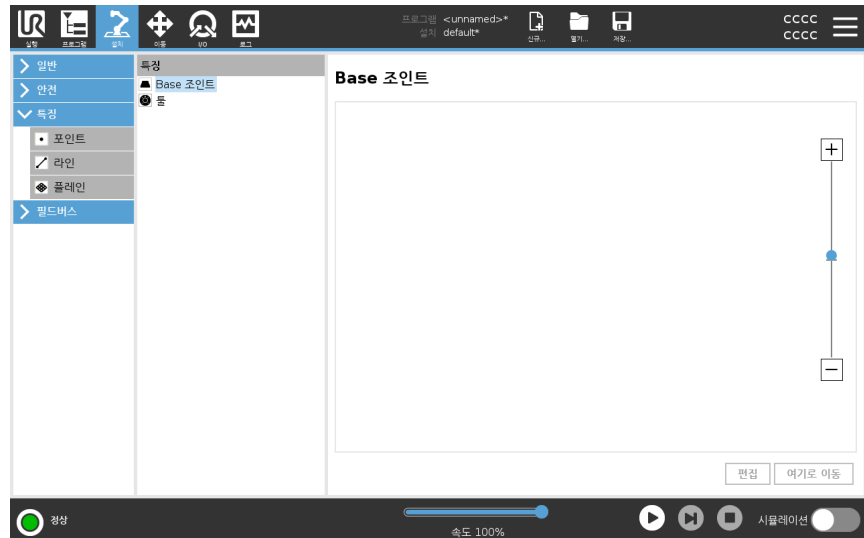 UR
실행
프로그램
설치
이동
I/O
로그
프로그램 <unnamed>*
설치 default*
신규...
열기...
저장...
CCCC
CCCC
일반
안전
특징
포인트
라인
플레인
필드버스
특징
Base 조인트
툴
Base 조인트
편집
여기로 이동
정상
속도 100%
시뮬레이션